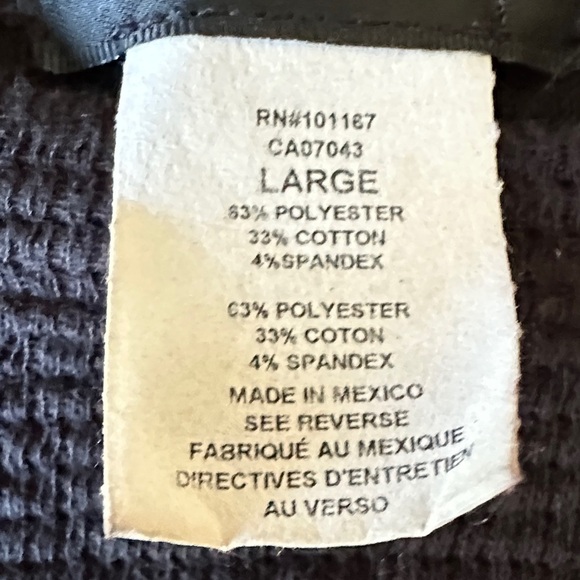 RN#101167
CA07043
LARGE
63% POLYESTER
33% COTTON
4%SPANDEX
63% POLYESTER
33% COTON
4% SPANDEX
MADE IN MEXICO
SEE REVERSE
FABRIQUÉ AU MEXIQUE
DIRECTIVES D'ENTRETIEN
AU VERSO